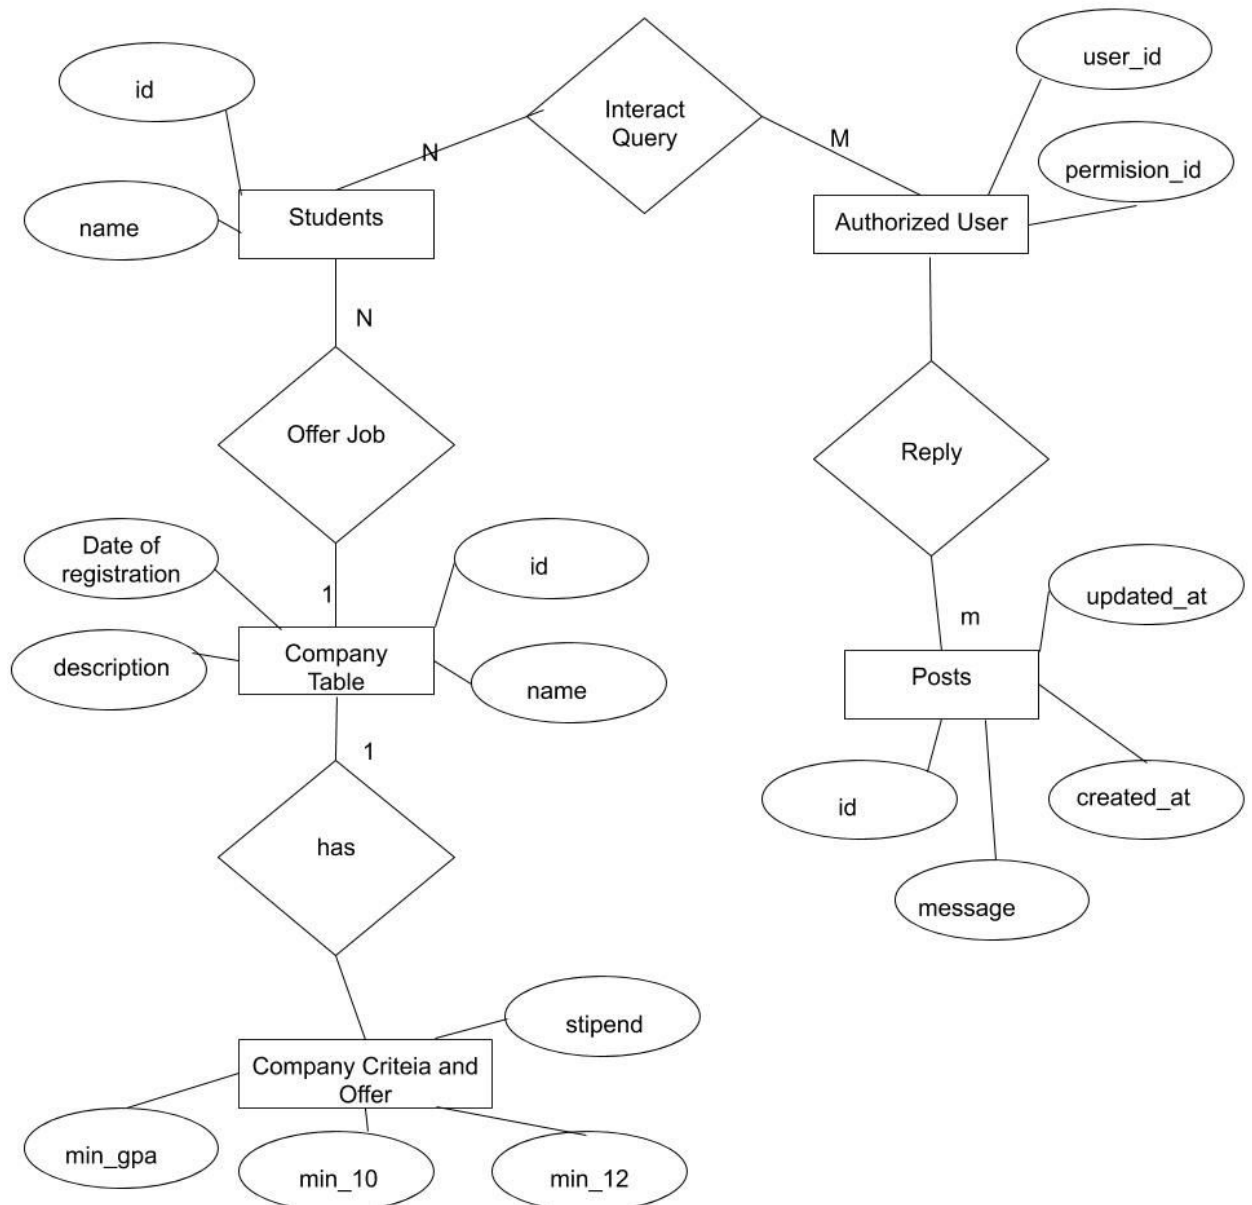 id
Interact
Query
user_id
N
M
permision_id
name
Students
Authorized User
N
Offer Job
Reply
Date of
registration
id
1
updated_at
m
description
Company
Table
name
Posts
1
id
created_at
has
message
stipend
Company Criteia and
Offer
min_gpa
min_10
min_12